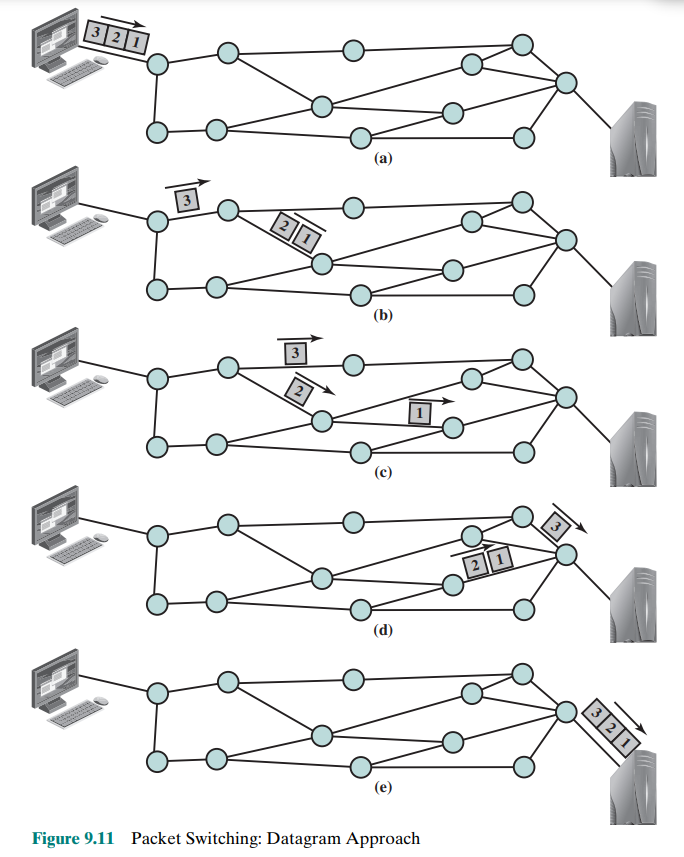 3 2 1
(a)
3
2 1
(b)
3
2
1
(c)
3
2 1
(d)
3 2 1
(e)
Figure 9.11 Packet Switching: Datagram Approach